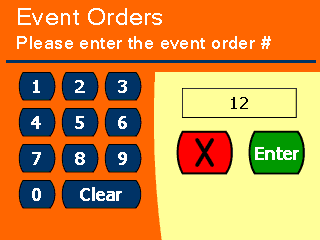 Event Orders
Please enter the event order #
1 2 3
12
4 5 6
X Enter
7 8 9
0 Clear